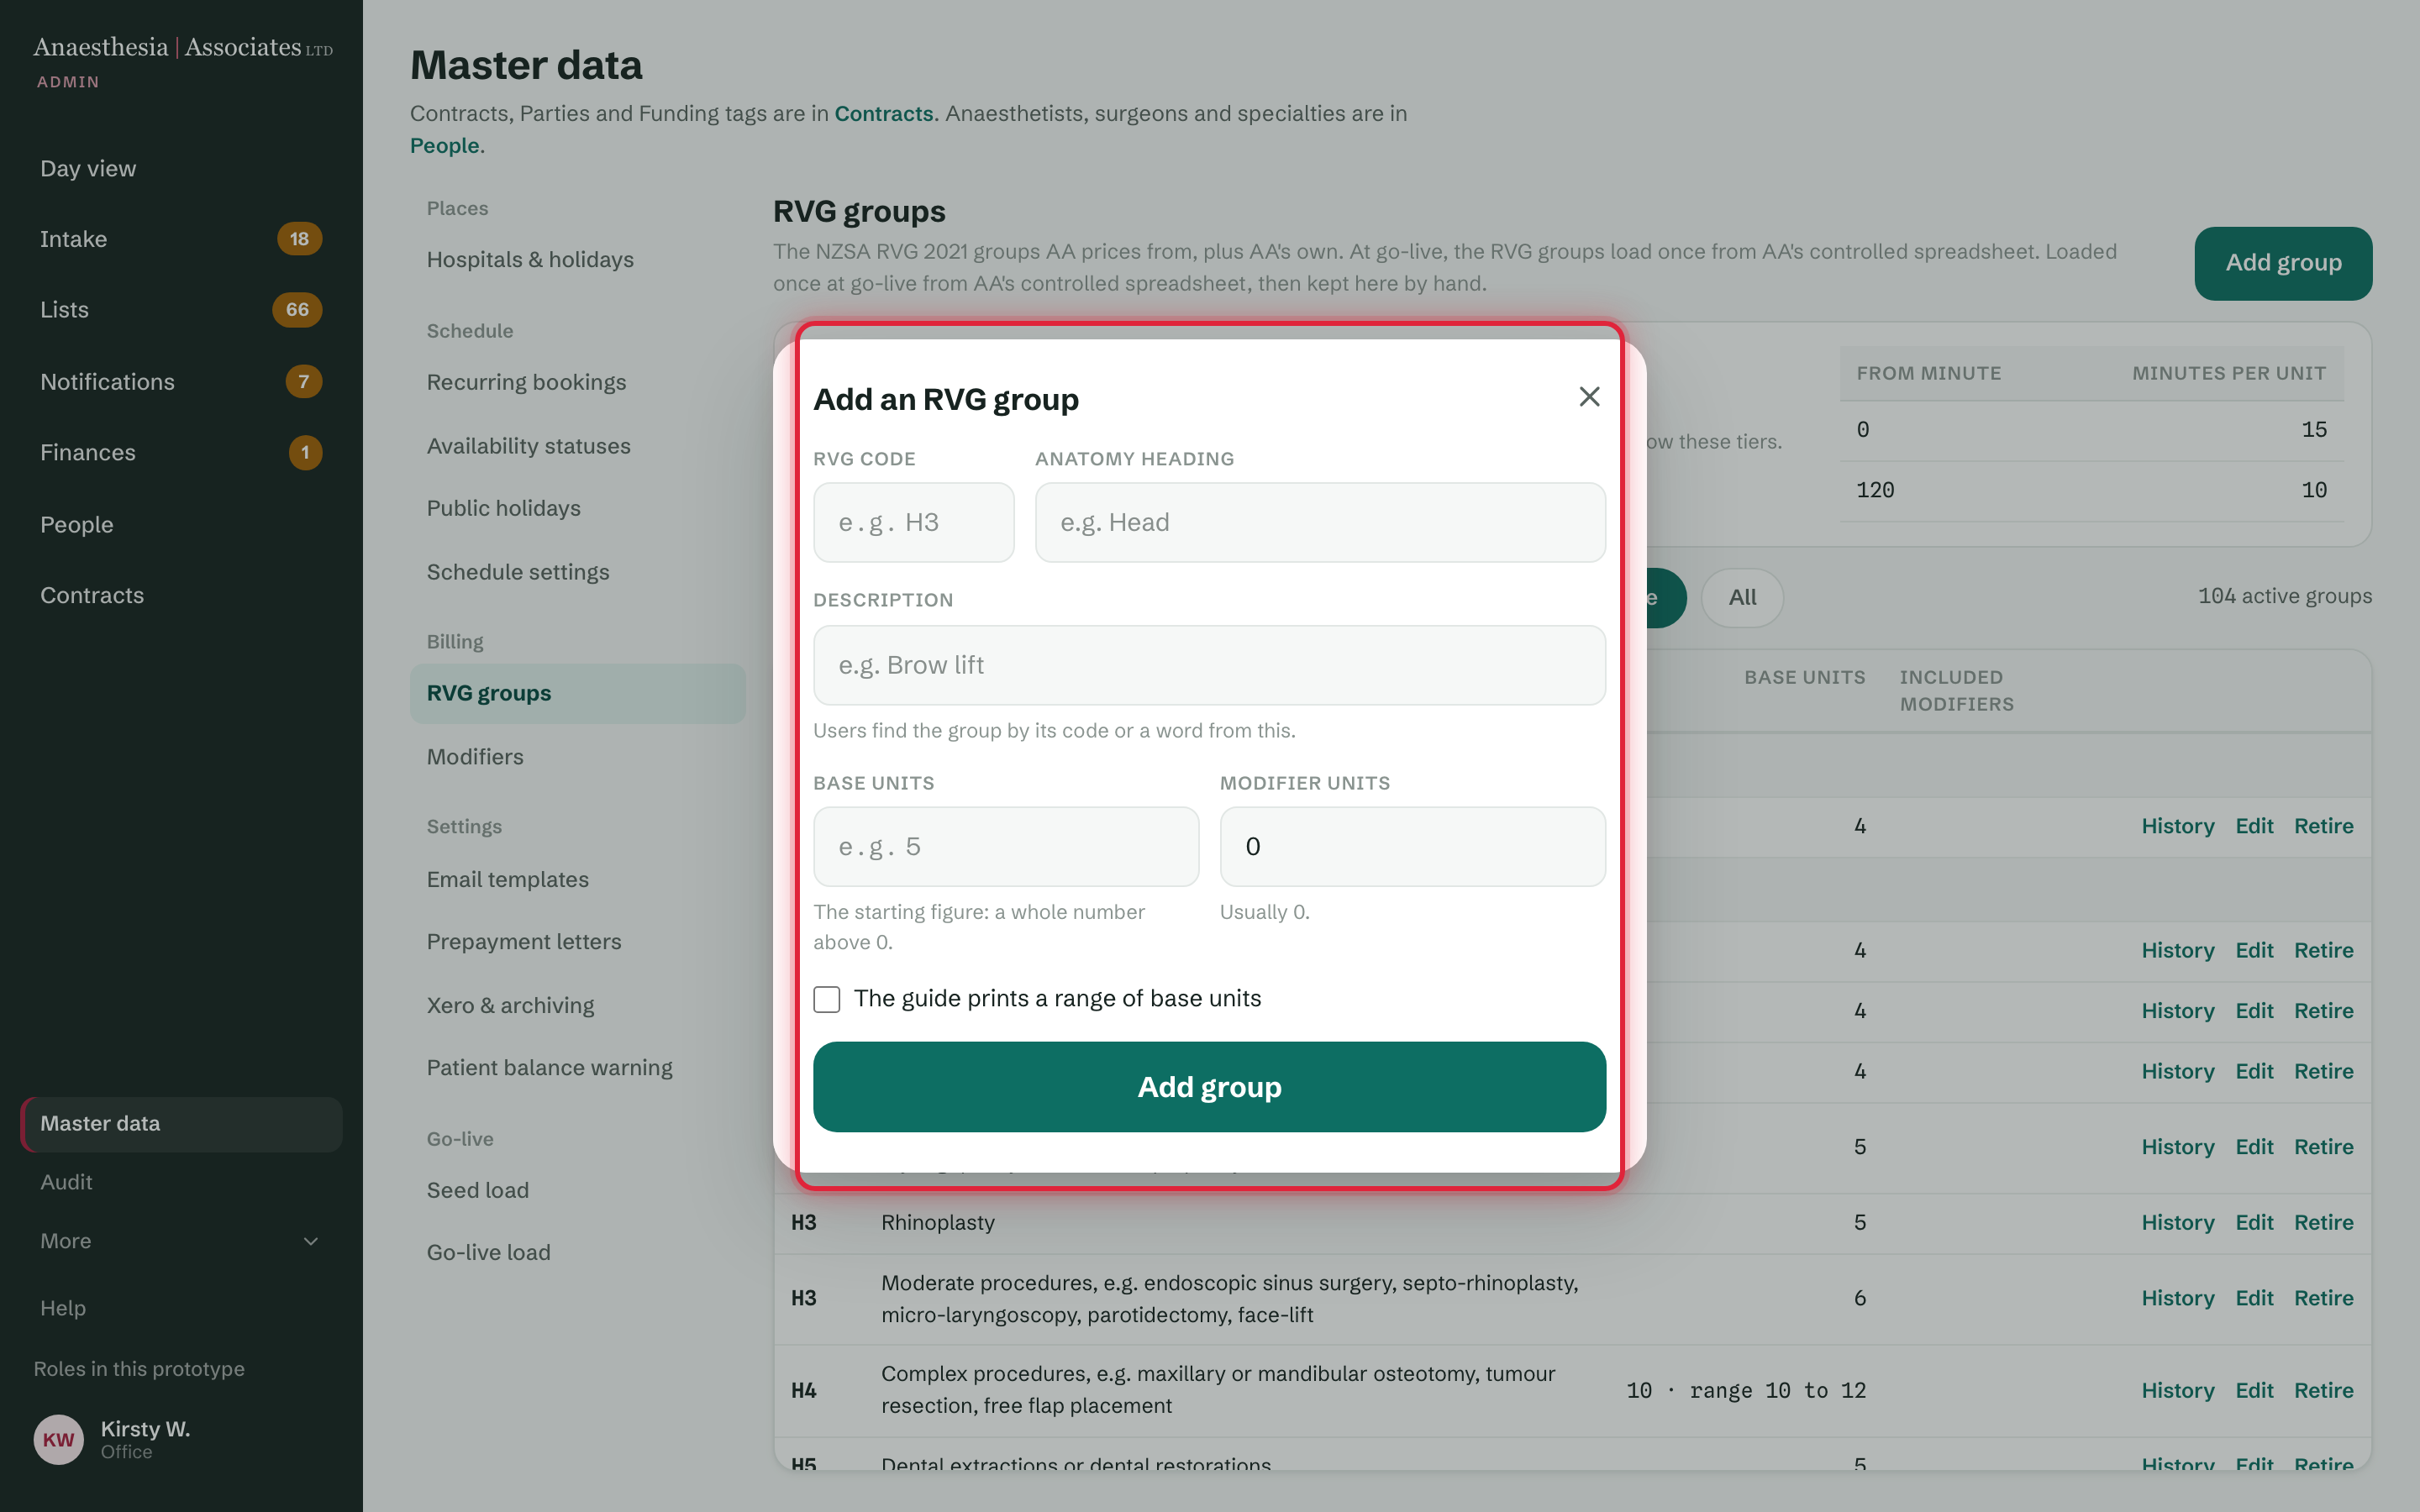 Anaesthesia | Associates LTD
ADMIN
Day view
Intake 18
Lists 66
Notifications 7
Finances 1
People
Contracts
Master data
Audit
More
Help
Roles in this prototype
KW
Kirsty W.
Office
Master data
Contracts, Parties and Funding tags are in Contracts. Anaesthetists, surgeons and specialties are in
People.
Places
Hospitals & holidays
Schedule
Recurring bookings
Availability statuses
Public holidays
Schedule settings
Billing
RVG groups
Modifiers
Settings
Email templates
Prepayment letters
Xero & archiving
Patient balance warning
Go-live
Seed load
Go-live load
RVG groups
The NZSA RVG 2021 groups AA prices from, plus AA's own. At go-live, the RVG groups load once from AA's controlled spreadsheet. Loaded
once at go-live from AA's controlled spreadsheet, then kept here by hand.
Add group
FROM MINUTE MINUTES PER UNIT
these tiers.
0 15
120 10
All
104 active groups
Add an RVG group
RVG CODE ANATOMY HEADING
e.g. H3 e.g. Head
DESCRIPTION
e.g. Brow lift
Users find the group by its code or a word from this.
BASE UNITS MODIFIER UNITS
e.g. 5 0
The starting figure: a whole number
above 0.
Usually 0.
The guide prints a range of base units
Add group
BASE UNITS INCLUDED
MODIFIERS
4 History Edit Retire
4 History Edit Retire
4 History Edit Retire
4 History Edit Retire
5 History Edit Retire
H3 Rhinoplasty 5 History Edit Retire
H3 Moderate procedures, e.g. endoscopic sinus surgery, septo-rhinoplasty,
micro-laryngoscopy, parotidectomy, face-lift 6 History Edit Retire
H4 Complex procedures, e.g. maxillary or mandibular osteotomy, tumour
resection, free flap placement 10 · range 10 to 12 History Edit Retire
H5 Dental extractions or dental restorations 5 History Edit Retire